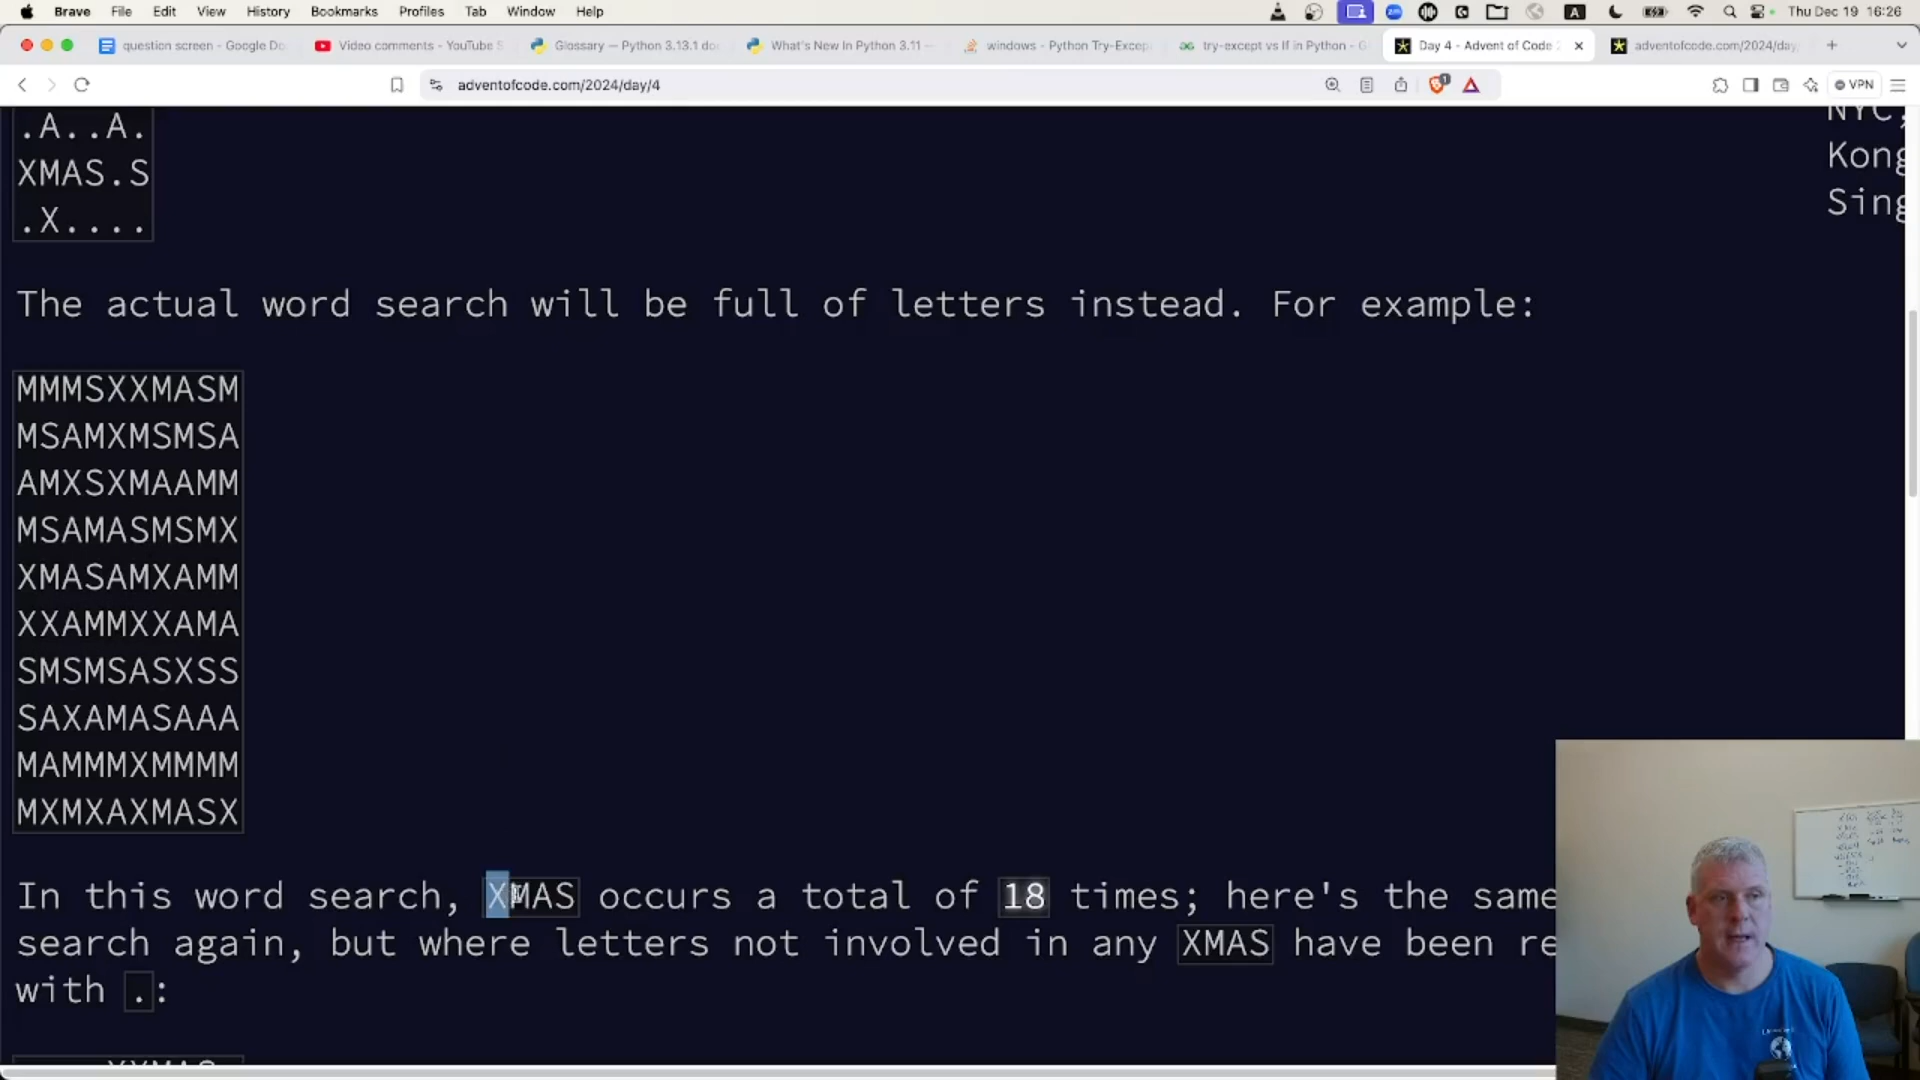 Brave File Edit View History Bookmarks Profiles Tab Window Help
Thu Dec 19 16:26
question screen - Google Do
Video comments - YouTube S
Glossary — Python 3.13.1 do
What's New In Python 3.11 —
windows - Python Try-Excep
try-except vs If in Python - G
Day 4 - Advent of Code 2
adventofcode.com/2024/day
adventofcode.com/2024/day/4
VPN
.A..A.
XMAS.S
.X....
NYC,
Kong
Sing
The actual word search will be full of letters instead. For example:
MMMSXXMASM
MSAMXMSMSA
AMXSXMAAMM
MSAMASMSMX
XMASAMXAMM
XXAMMXXAMA
SMSMSASXSS
SAXAMASAAA
MAMMMXMMMM
MXMXAXMASX
In this word search, XMAS occurs a total of 18 times; here's the same
search again, but where letters not involved in any XMAS have been re
with .: